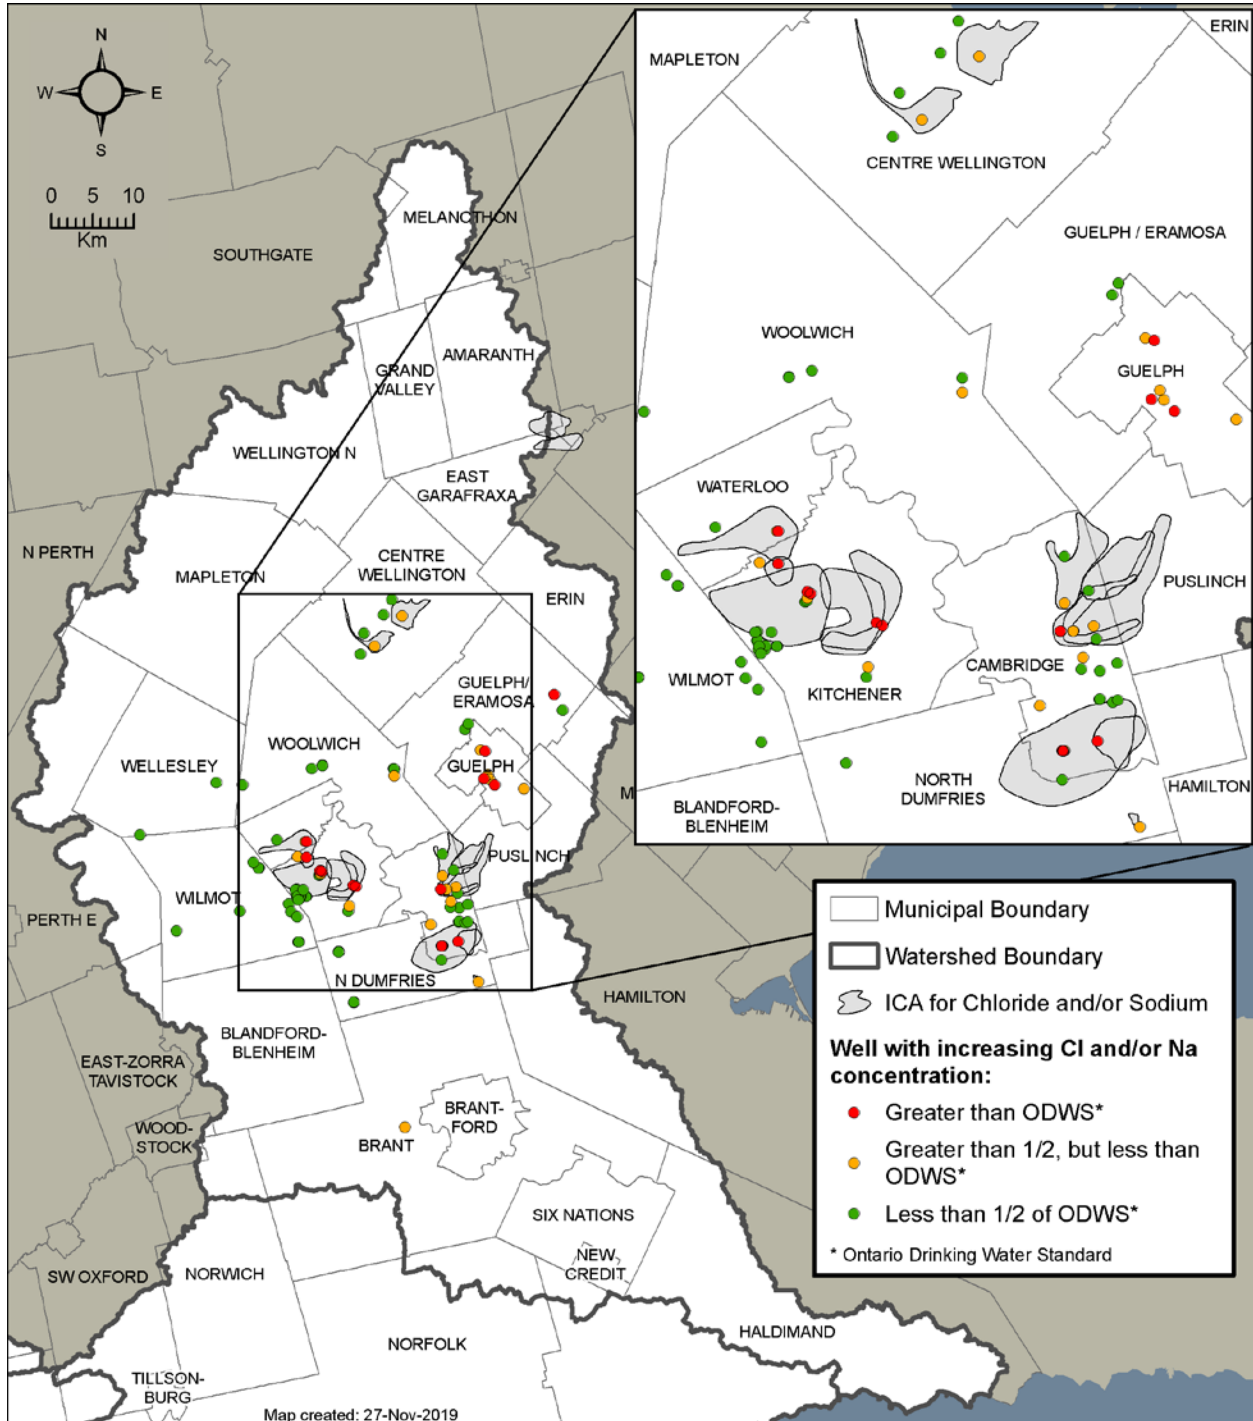 N
W
E
S
0 5 10
Km
SOUTHGATE
MELANCTHON
AMARANTH
GRAND
VALLEY
WELLINGTON N
EAST
GARAFRAXA
N PERTH
MAPLETON
CENTRE
WELLINGTON
ERIN
GUELPH/
ERAMOSA
WOOLWICH
GUELPH
WELLESLEY
M
PUSLINCH
WILMOT
PERTH E
N DUMFRIES
HAMILTON
BLANDFORD-
BLENHEIM
EAST-ZORRA
TAVISTOCK
WOOD-
STOCK
BRANT-
FORD
BRANT
SIX NATIONS
NEW
CREDIT
SW OXFORD
NORWICH
NORFOLK
HALDIMAND
TILLSON-
BURG
Map created: 27-Nov-2019
ERIN
MAPLETON
CENTRE WELLINGTON
GUELPH / ERAMOSA
WOOLWICH
GUELPH
WATERLOO
PUSLINCH
CAMBRIDGE
WILMOT
KITCHENER
NORTH
DUMFRIES
HAMILTON
BLANDFORD-
BLENHEIM
Municipal Boundary
Watershed Boundary
ICA for Chloride and/or Sodium
Well with increasing Cl and/or Na
concentration:
Greater than ODWS*
Greater than 1/2, but less than
ODWS*
Less than 1/2 of ODWS*
* Ontario Drinking Water Standard